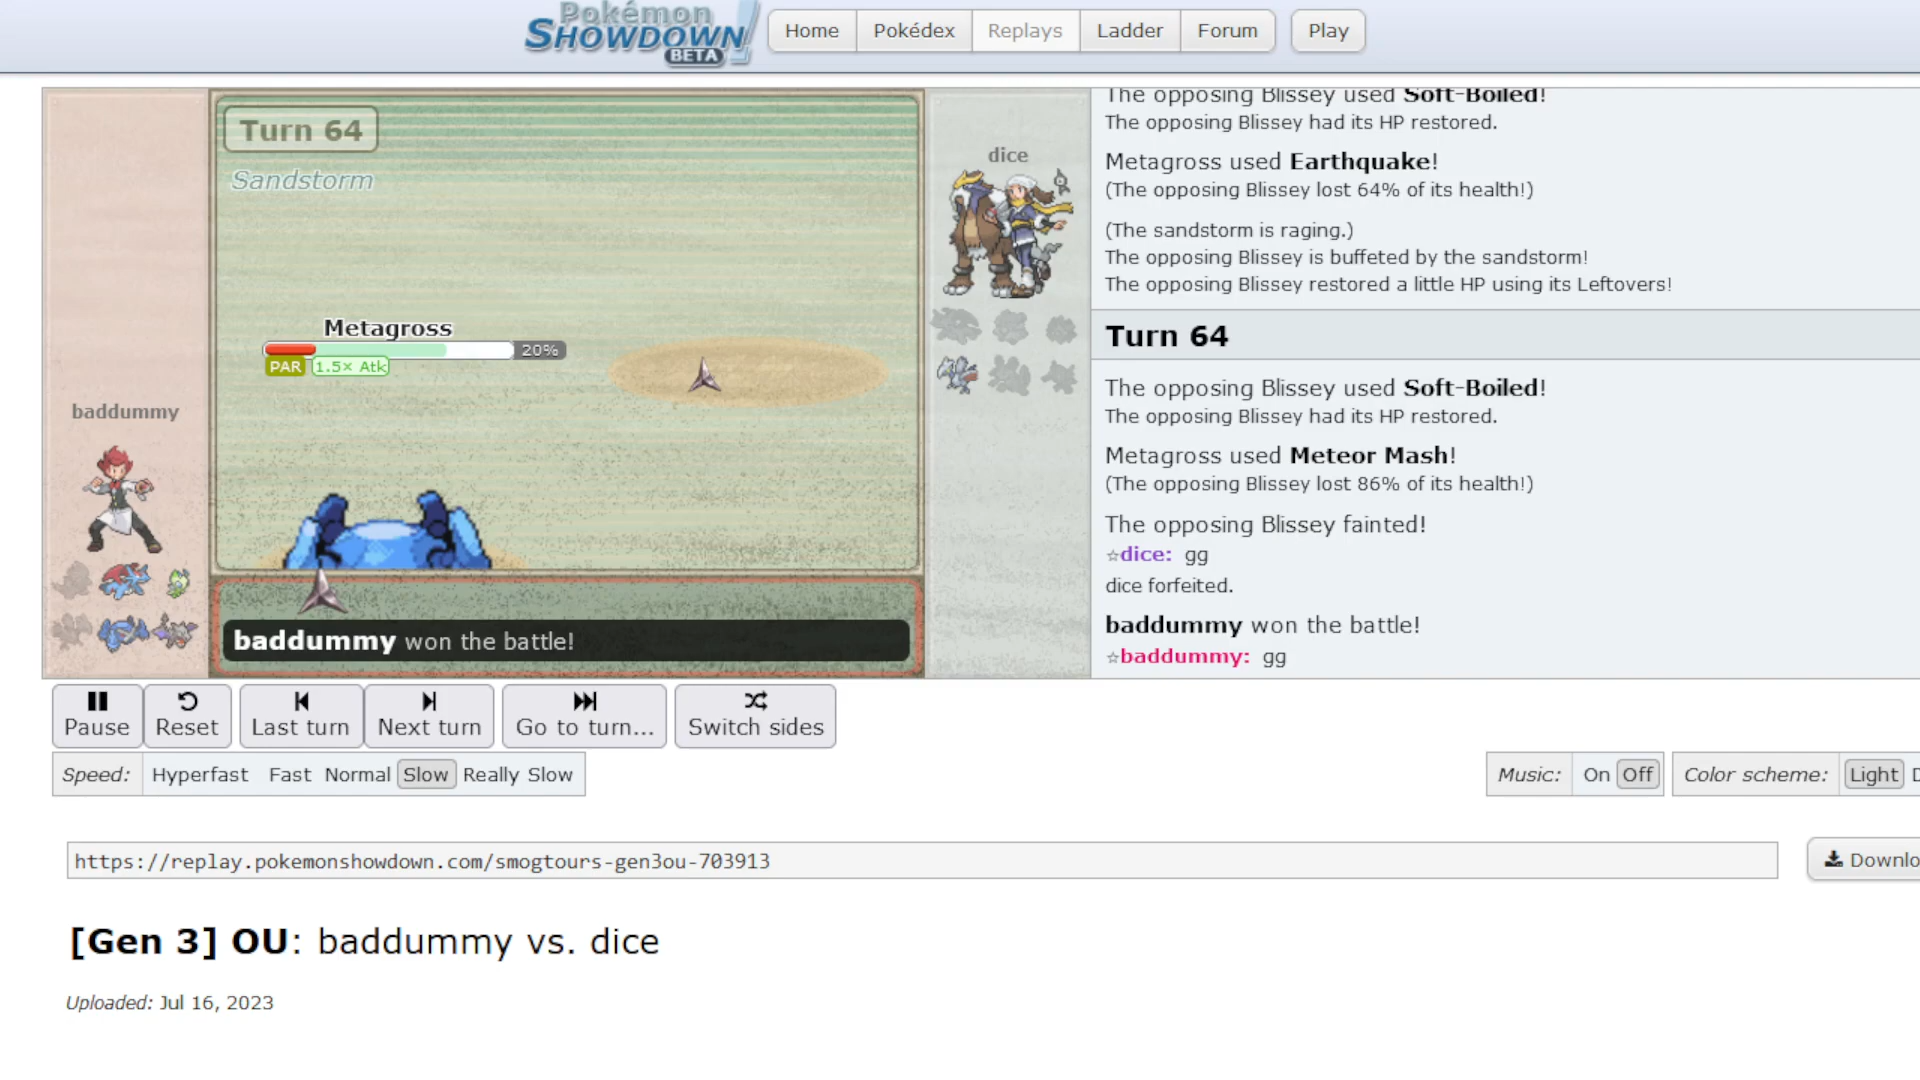 Pokémon
SHOWDOWN!
BETA
Home
Pokédex
Replays
Ladder
Forum
Play
Turn 64
Sandstorm
Metagross
20%
PAR
1.5× Atk
baddummy
dice
baddummy won the battle!
The opposing Blissey used Soft-Boiled!
The opposing Blissey had its HP restored.
Metagross used Earthquake!
(The opposing Blissey lost 64% of its health!)
(The sandstorm is raging.)
The opposing Blissey is buffeted by the sandstorm!
The opposing Blissey restored a little HP using its Leftovers!
Turn 64
The opposing Blissey used Soft-Boiled!
The opposing Blissey had its HP restored.
Metagross used Meteor Mash!
(The opposing Blissey lost 86% of its health!)
The opposing Blissey fainted!
☆dice: gg
dice forfeited.
baddummy won the battle!
☆baddummy: gg
Pause
Reset
Last turn
Next turn
Go to turn...
Switch sides
Speed: Hyperfast Fast Normal Slow Really Slow
Music: On Off
Color scheme: Light D
https://replay.pokemonshowdown.com/smogtours-gen3ou-703913
Downlo
[Gen 3] OU: baddummy vs. dice
Uploaded: Jul 16, 2023